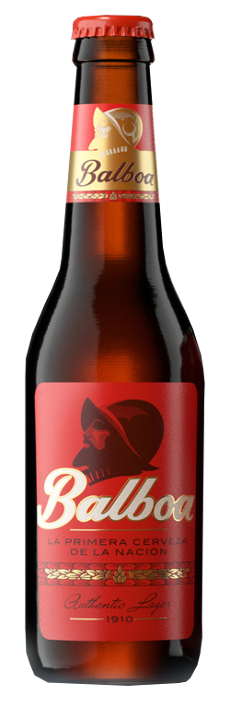 Balboa
Balboa
LA PRIMERA CERVEZA
DE LA NACIÓN
Authentic Lager
1910